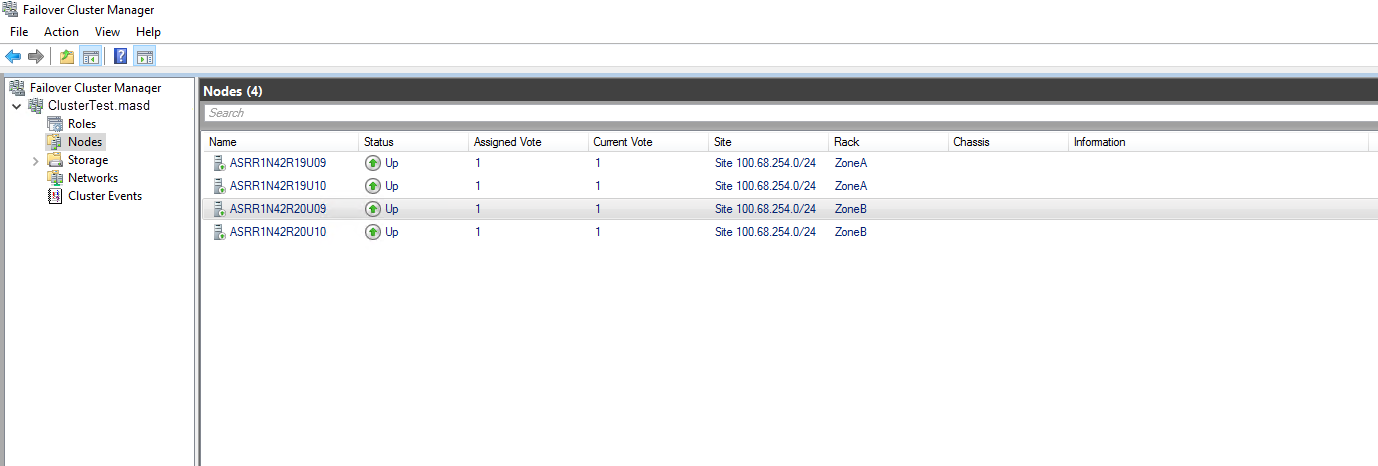 Failover Cluster Manager
File Action View Help
Failover Cluster Manager
ClusterTest.masd
Roles
Nodes
Storage
Networks
Cluster Events
Nodes (4)
Search
Name Status Assigned Vote Current Vote Site Rack Chassis Information
ASRR1N42R19U09 Up 1 1 Site 100.68.254.0/24 ZoneA
ASRR1N42R19U10 Up 1 1 Site 100.68.254.0/24 ZoneA
ASRR1N42R20U09 Up 1 1 Site 100.68.254.0/24 ZoneB
ASRR1N42R20U10 Up 1 1 Site 100.68.254.0/24 ZoneB